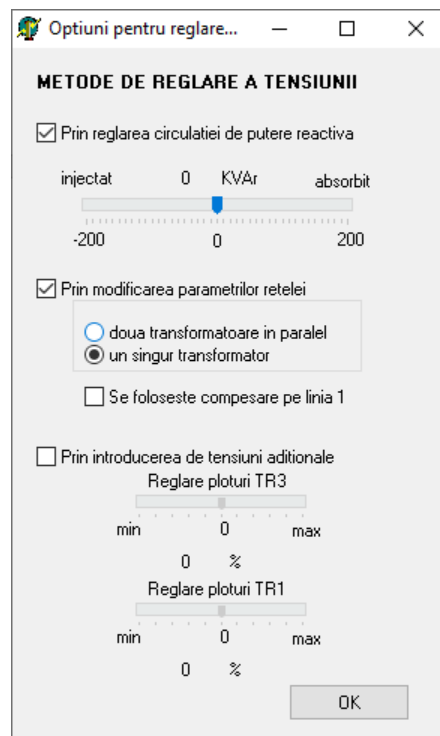 Optiuni pentru reglare...
METODE DE REGLARE A TENSIUNII
Prin reglarea circulatiei de putere reactiva
injectat 0 KVAr absorbit
-200 0 200
Prin modificarea parametrilor retelei
doua transformatoare in paralel
un singur transformator
Se foloseste compesare pe linia 1
Prin introducerea de tensiuni aditionale
Reglare ploturi TR3
min 0 max
0 %
Reglare ploturi TR1
min 0 max
0 %
OK